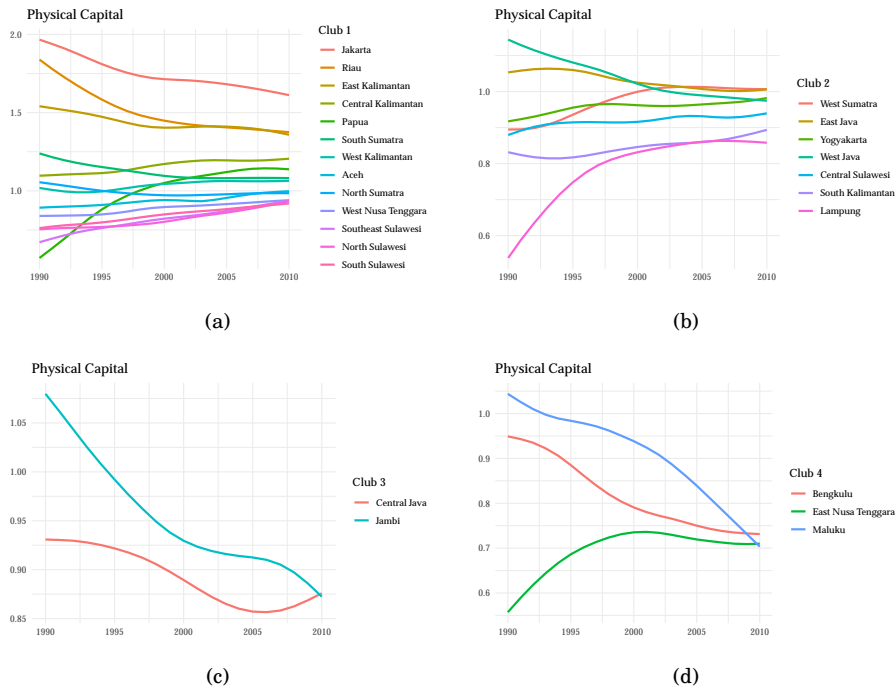 Physical Capital
2.0
1.5
1.0
1990
1995
2000
2005
2010
Club 1
Jakarta
Riau
East Kalimantan
Central Kalimantan
Papua
South Sumatra
West Kalimantan
Aceh
North Sumatra
West Nusa Tenggara
Southeast Sulawesi
North Sulawesi
South Sulawesi
(a)
Physical Capital
1.0
0.8
0.6
1990
1995
2000
2005
2010
Club 2
West Sumatra
East Java
Yogyakarta
West Java
Central Sulawesi
South Kalimantan
Lampung
(b)
Physical Capital
1.05
1.00
0.95
0.90
0.85
1990
1995
2000
2005
2010
Club 3
Central Java
Jambi
(c)
Physical Capital
1.0
0.9
0.8
0.7
0.6
1990
1995
2000
2005
2010
Club 4
Bengkulu
East Nusa Tenggara
Maluku
(d)